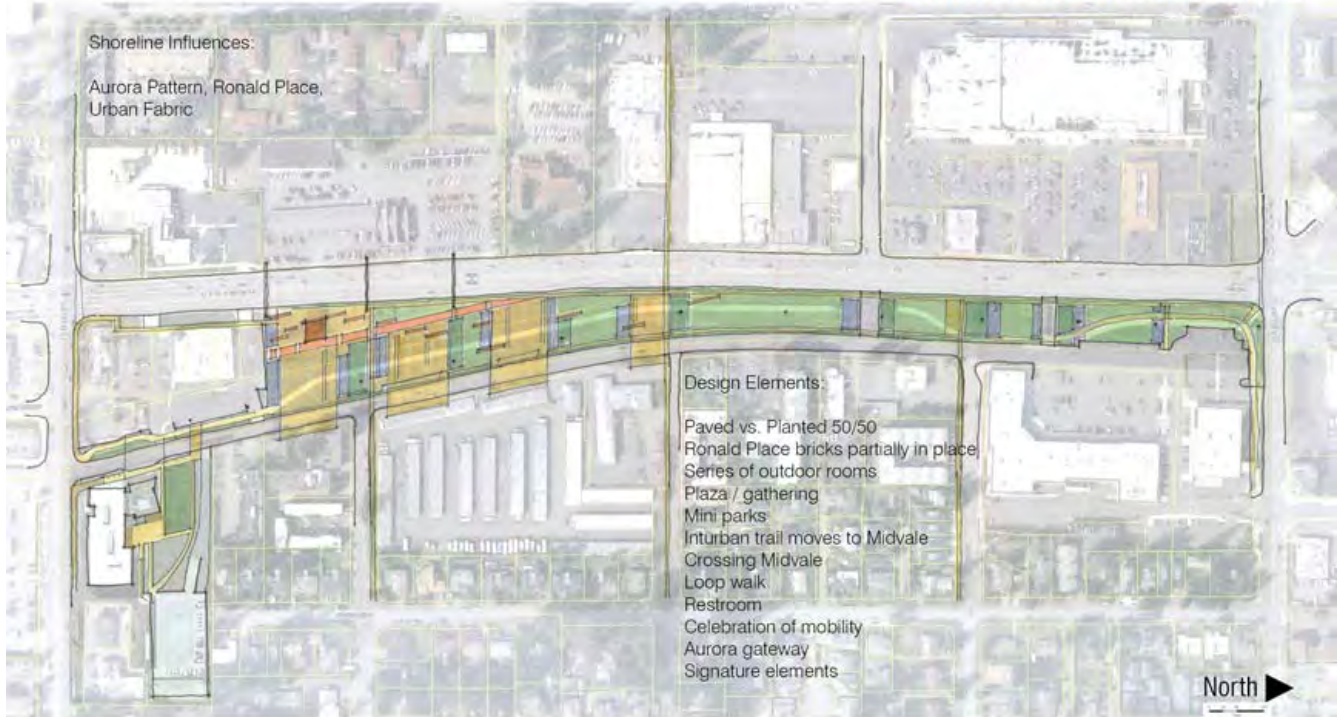 Shoreline Influences:
Aurora Pattern, Ronald Place,
Urban Fabric
Design Elements:
Paved vs. Planted 50/50
Ronald Place bricks partially in place
Series of outdoor rooms
Plaza / gathering
Mini parks
Inturban trail moves to Midvale
Crossing Midvale
Loop walk
Restroom
Celebration of mobility
Aurora gateway
Signature elements
North